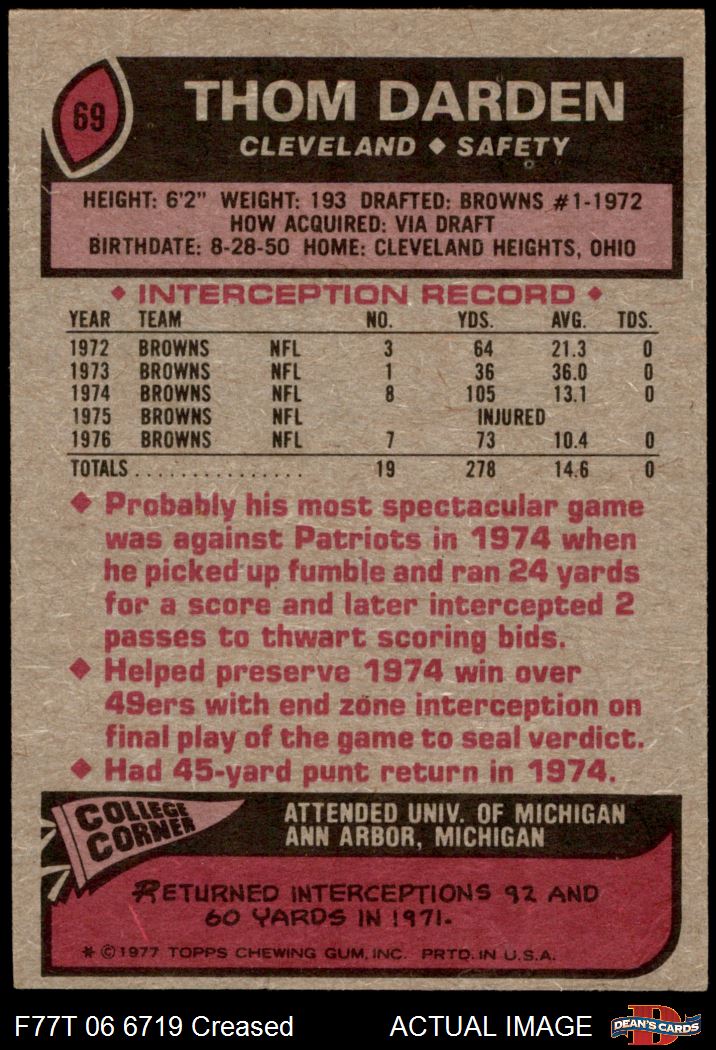 69
THOM DARDEN
CLEVELAND ◆ SAFETY
HEIGHT: 6'2" WEIGHT: 193 DRAFTED: BROWNS #1-1972
HOW ACQUIRED: VIA DRAFT
BIRTHDATE: 8-28-50 HOME: CLEVELAND HEIGHTS, OHIO
◆ INTERCEPTION RECORD ◆
YEAR TEAM NO. YDS. AVG. TDS.
1972 BROWNS NFL 3 64 21.3 0
1973 BROWNS NFL 1 36 36.0 0
1974 BROWNS NFL 8 105 13.1 0
1975 BROWNS NFL INJURED
1976 BROWNS NFL 7 73 10.4 0
TOTALS................ 19 278 14.6 0
◆ Probably his most spectacular game
was against Patriots in 1974 when
he picked up fumble and ran 24 yards
for a score and later intercepted 2
passes to thwart scoring bids.
◆ Helped preserve 1974 win over
49ers with end zone interception on
final play of the game to seal verdict.
◆ Had 45-yard punt return in 1974.
COLLEGE
CORNER
ATTENDED UNIV. OF MICHIGAN
ANN ARBOR, MICHIGAN
RETURNED INTERCEPTIONS 92 AND
60 YARDS IN 1971.
* © 1977 TOPPS CHEWING GUM, INC. PRTD. IN U.S.A.
F77T 06 6719 Creased ACTUAL IMAGE
D
DEAN'S CARDS